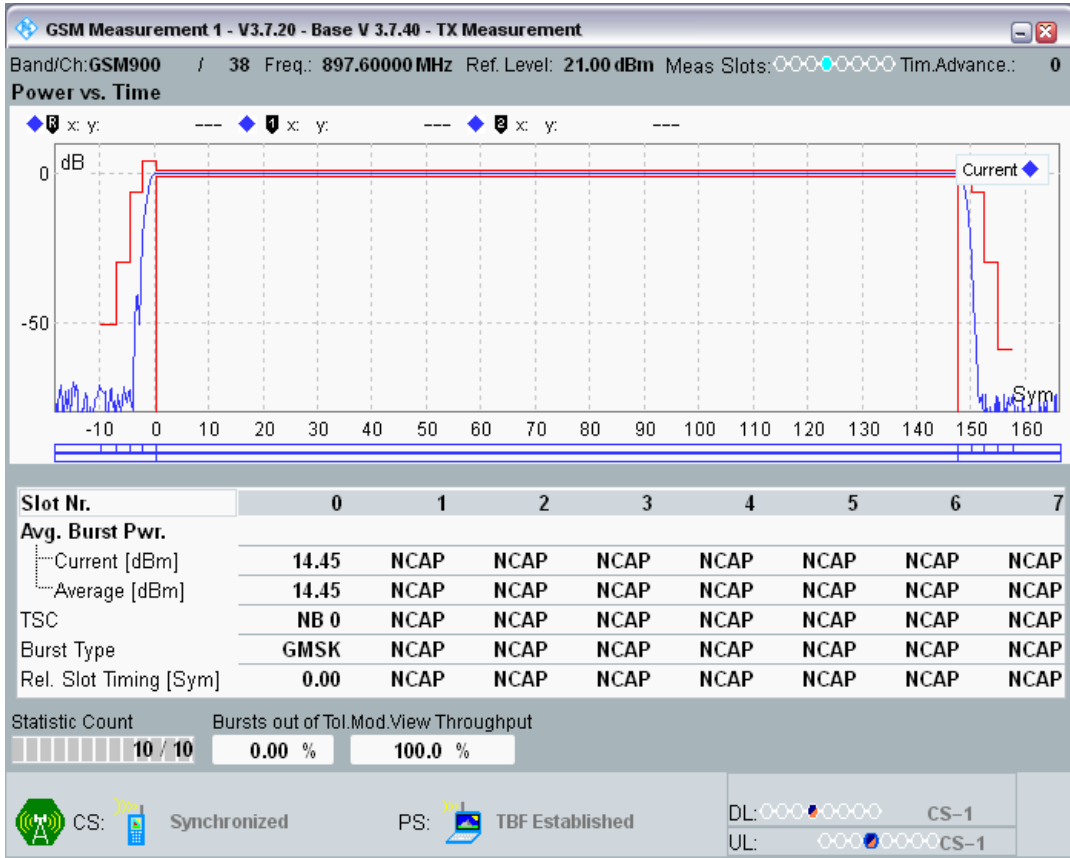 GSM Measurement 1 - V3.7.20 - Base V 3.7.40 - TX Measurement
Band/Ch:GSM900 / 38 Freq.: 897.60000 MHz Ref. Level: 21.00 dBm Meas Slots: Tim.Advance.: 0
Power vs. Time
R x: y: --- 1 x: y: --- 2 x: y: ---
dB
Current
0
-50
Sym
-10 0 10 20 30 40 50 60 70 80 90 100 110 120 130 140 150 160
Slot Nr. 0 1 2 3 4 5 6 7
Avg. Burst Pwr.
Current [dBm] 14.45 NCAP NCAP NCAP NCAP NCAP NCAP NCAP
Average [dBm] 14.45 NCAP NCAP NCAP NCAP NCAP NCAP NCAP
TSC NB 0 NCAP NCAP NCAP NCAP NCAP NCAP NCAP
Burst Type GMSK NCAP NCAP NCAP NCAP NCAP NCAP NCAP
Rel. Slot Timing [Sym] 0.00 NCAP NCAP NCAP NCAP NCAP NCAP NCAP
Statistic Count Bursts out of Tol.Mod.View Throughput
10 / 10 0.00 % 100.0 %
CS: Synchronized PS: TBF Established DL: CS-1
UL: CS-1